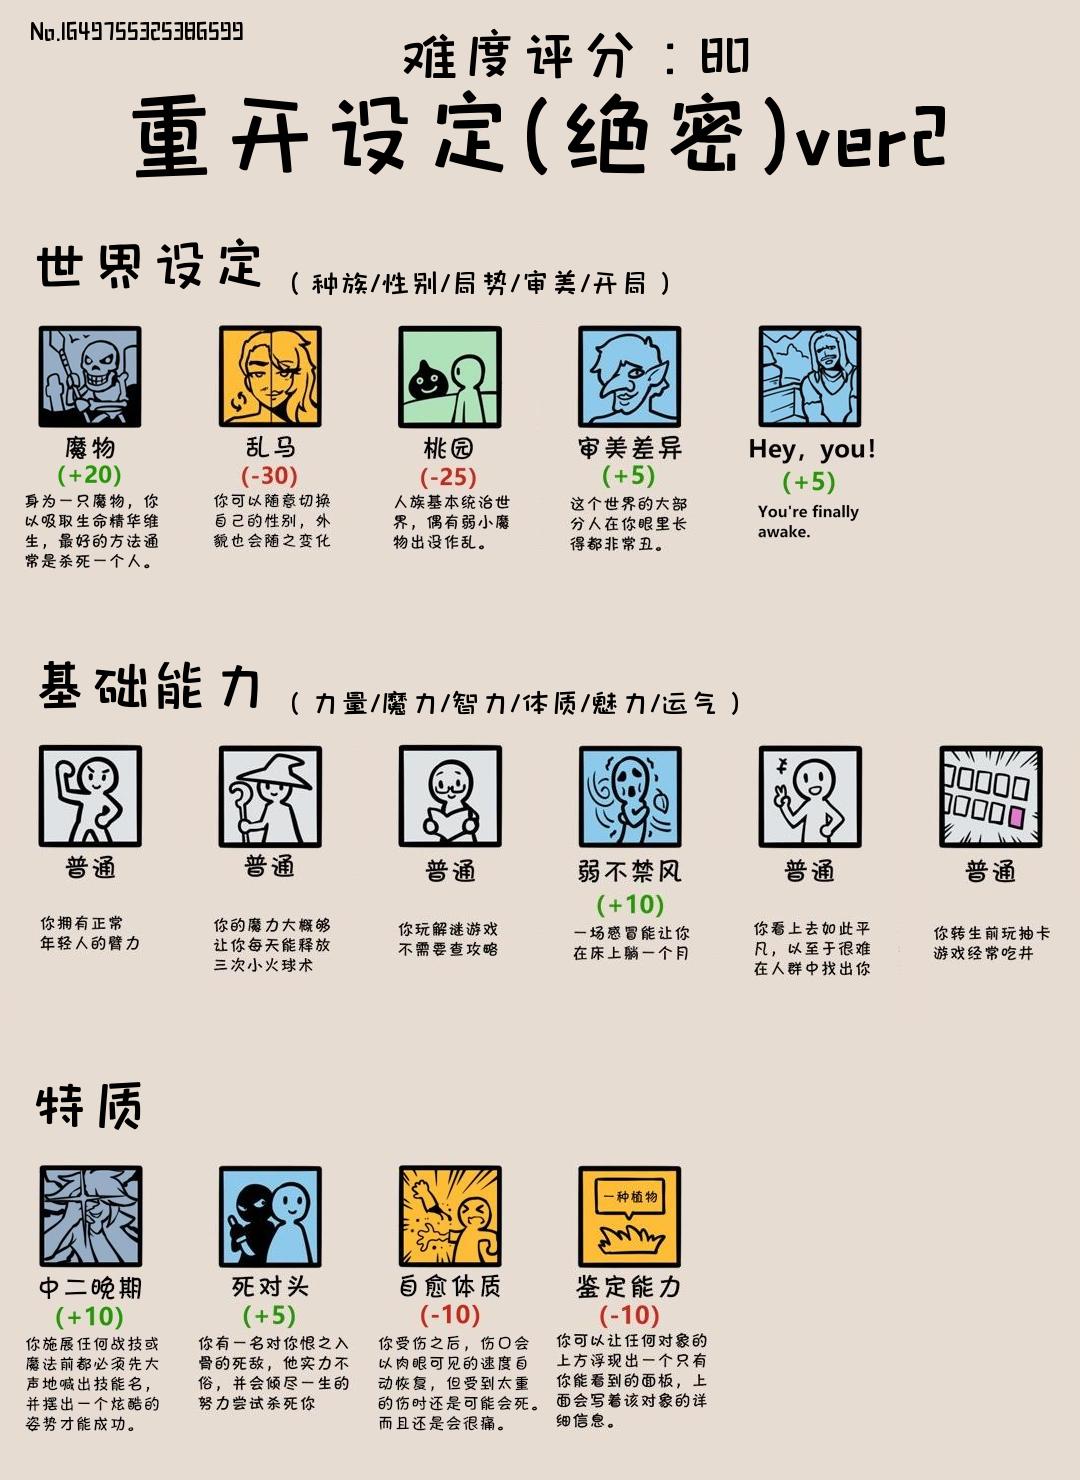 No.1649755325386599
难度评分：80
重开设定(绝密)ver2
世界设定（种族/性别/局势/审美/开局）
魔物
(+20)
身为一只魔物，你
以吸取生命精华维
生，最好的方法通
常是杀死一个人。
乱马
(-30)
你可以随意切换
自己的性别，外
貌也会随之变化
桃园
(-25)
人族基本统治世
界，偶有弱小魔
物出没作乱。
审美差异
(+5)
这个世界的大部
分人在你眼里长
得都非常丑。
Hey, you!
(+5)
You're finally
awake.
基础能力（力量/魔力/智力/体质/魅力/运气）
普通
你拥有正常
年轻人的臂力
普通
你的魔力大概够
让你每天能释放
三次小火球术
普通
你玩解谜游戏
不需要查攻略
弱不禁风
(+10)
一场感冒能让你
在床上躺一个月
普通
你看上去如此平
凡，以至于很难
在人群中找出你
普通
你转生前玩抽卡
游戏经常吃井
特质
中二晚期
(+10)
你施展任何战技或
魔法前都必须先大
声地喊出技能名，
并摆出一个炫酷的
姿势才能成功。
死对头
(+5)
你有一名对你恨之入
骨的死敌，他实力不
俗，并会倾尽一生的
努力尝试杀死你
自愈体质
(-10)
你受伤之后，伤口会
以肉眼可见的速度自
动恢复，但受到太重
的伤时还是可能会死。
而且还是会很痛。
一种植物
鉴定能力
(-10)
你可以让任何对象的
上方浮现出一个只有
你能看到的面板，上
面会写着该对象的详
细信息。